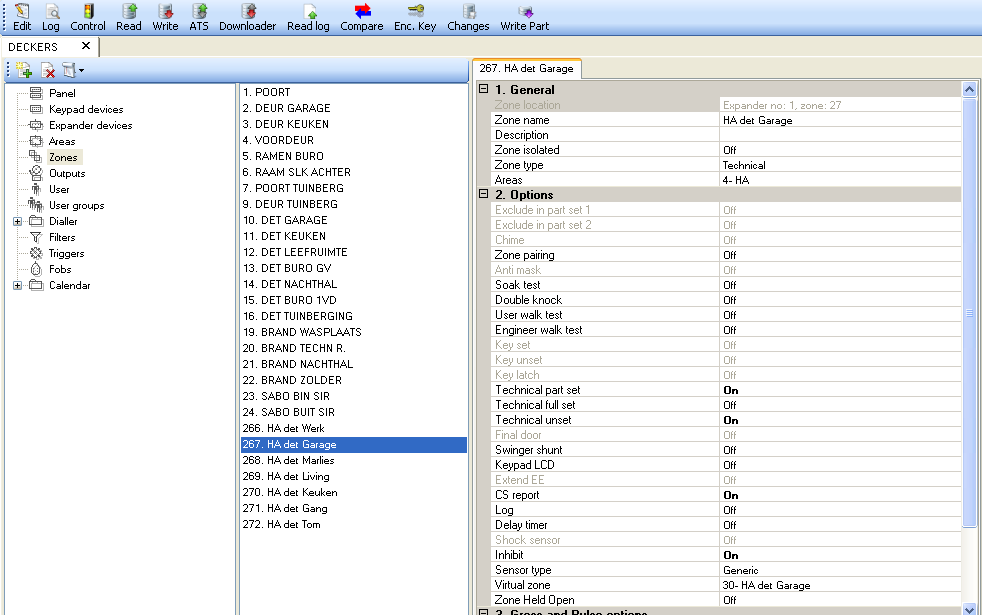 Edit Log Control Read Write ATS Downloader Read log Compare Enc. Key Changes Write Part
DECKERS
Panel
Keypad devices
Expander devices
Areas
Zones
Outputs
User
User groups
Dialler
Filters
Triggers
Fobs
Calendar
1. POORT
2. DEUR GARAGE
3. DEUR KEUKEN
4. VOORDEUR
5. RAMEN BURO
6. RAAM SLK ACHTER
7. POORT TUINBERG
9. DEUR TUINBERG
10. DET GARAGE
11. DET KEUKEN
12. DET LEEFRUIMTE
13. DET BURO GV
14. DET NACHTHAL
15. DET BURO 1VD
16. DET TUINBERGING
19. BRAND WASPLAATS
20. BRAND TECHN R.
21. BRAND NACHTHAL
22. BRAND ZOLDER
23. SABO BIN SIR
24. SABO BUIT SIR
266. HA det Werk
267. HA det Garage
268. HA det Marlies
269. HA det Living
270. HA det Keuken
271. HA det Gang
272. HA det Tom
267. HA det Garage
1. General
Zone location Expander no: 1, zone: 27
Zone name HA det Garage
Description
Zone isolated Off
Zone type Technical
Areas 4- HA
2. Options
Exclude in part set 1 Off
Exclude in part set 2 Off
Chime Off
Zone pairing Off
Anti mask Off
Soak test Off
Double knock Off
User walk test Off
Engineer walk test Off
Key set Off
Key unset Off
Key latch Off
Technical part set On
Technical full set Off
Technical unset On
Final door Off
Swinger shunt Off
Keypad LCD Off
Extend EE Off
CS report On
Log Off
Delay timer Off
Shock sensor Off
Inhibit On
Sensor type Generic
Virtual zone 30- HA det Garage
Zone Held Open Off